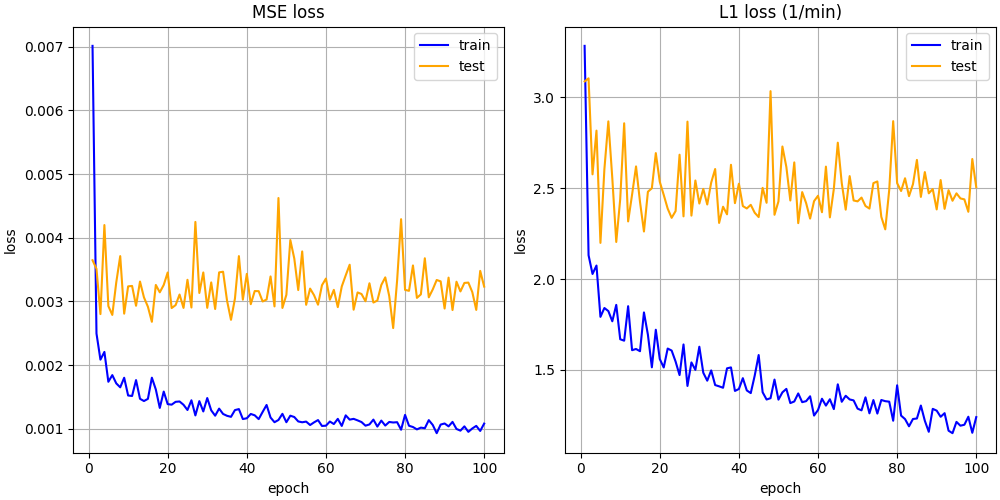 MSE loss
train
test
loss
0.007
0.006
0.005
0.004
0.003
0.002
0.001
0 20 40 60 80 100
epoch
L1 loss (1/min)
train
test
loss
3.0
2.5
2.0
1.5
0 20 40 60 80 100
epoch